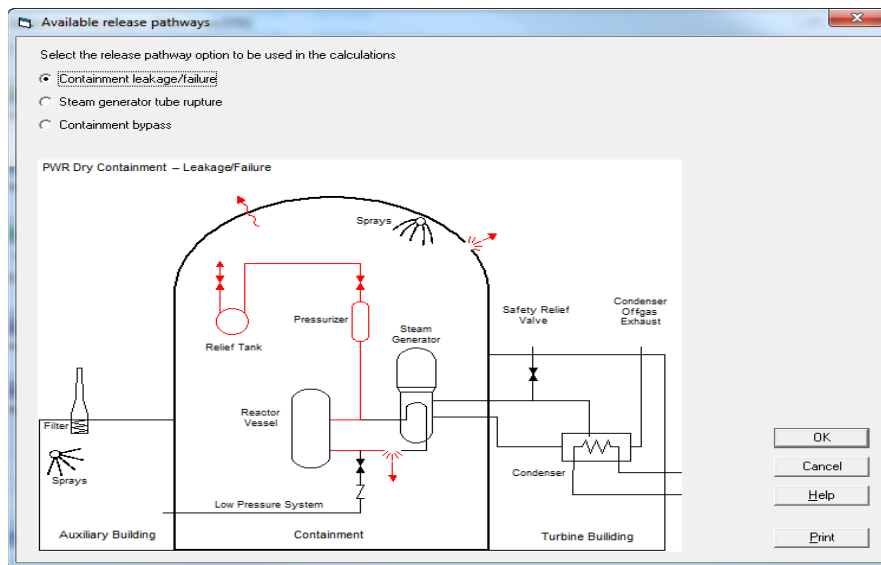 Available release pathways
Select the release pathway option to be used in the calculations
Containment leakage/failure
Steam generator tube rupture
Containment bypass
PWR Dry Containment – Leakage/Failure
Sprays
Safety Relief
Valve
Condenser
Offgas
Exhaust
Pressurizer
Steam
Generator
Relief Tank
Reactor
Vessel
Filter
Sprays
Condenser
Low Pressure System
Auxiliary Building
Containment
Turbine Builiding
OK
Cancel
Help
Print